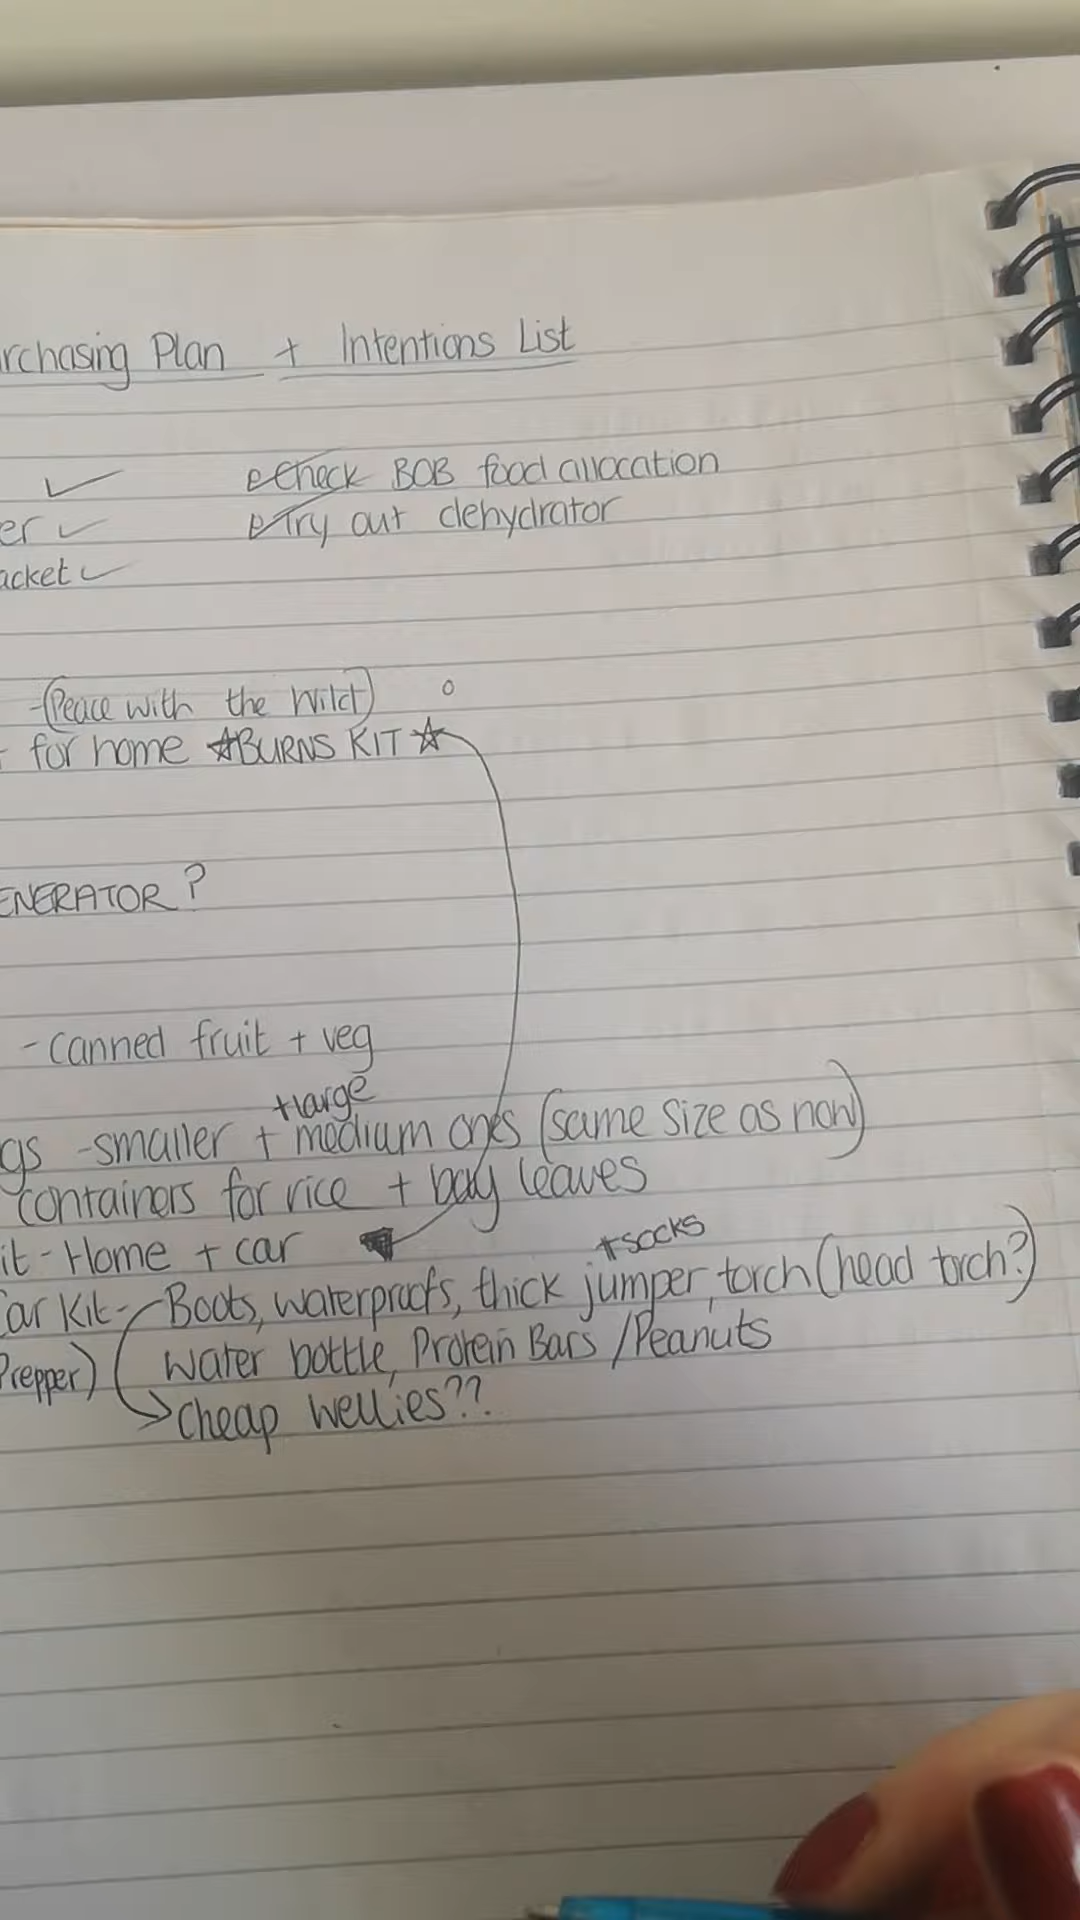 urchasing Plan + Intentions List
✓ Check BOB food allocation
er ✓ Try out dehydrator
acket ✓
- (Peace with the Wild)
- for home ☆BURNS KIT☆
ENERATOR?
- canned fruit + veg
+large
gs - smaller + medium ones (same size as now)
containers for rice + bay leaves
it - Home + car
+socks
Car Kit - Boots, waterproofs, thick jumper, torch (head torch?)
Prepper) water bottle, Protein Bars / Peanuts
→ cheap wellies??